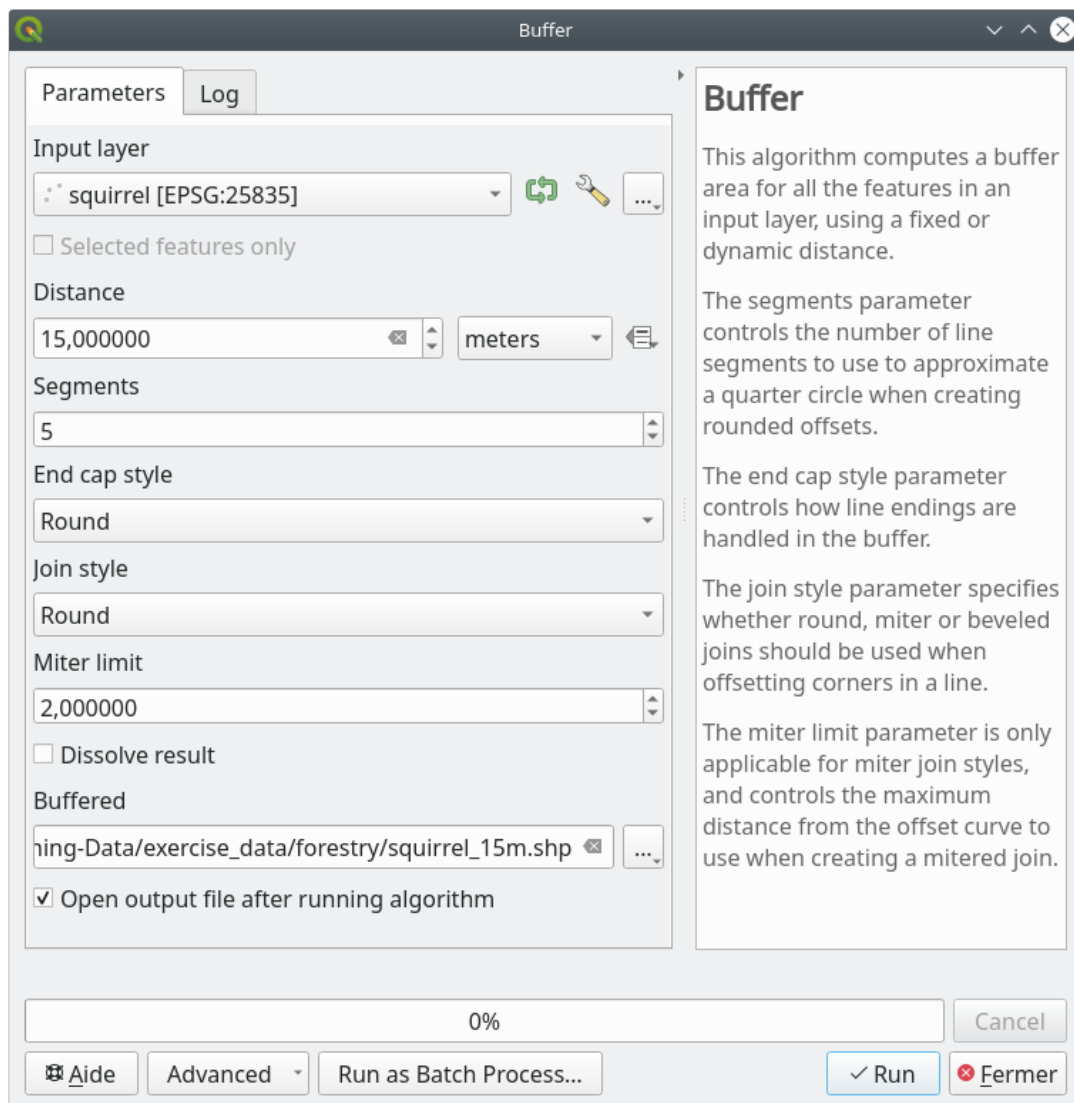 Buffer
Parameters
Log
Input layer
squirrel [EPSG:25835]
...
Selected features only
Distance
15,000000
meters
Segments
5
End cap style
Round
Join style
Round
Miter limit
2,000000
Dissolve result
Buffered
ning-Data/exercise_data/forestry/squirrel_15m.shp
...
Open output file after running algorithm
Buffer
This algorithm computes a buffer
area for all the features in an
input layer, using a fixed or
dynamic distance.
The segments parameter
controls the number of line
segments to use to approximate
a quarter circle when creating
rounded offsets.
The end cap style parameter
controls how line endings are
handled in the buffer.
The join style parameter specifies
whether round, miter or beveled
joins should be used when
offsetting corners in a line.
The miter limit parameter is only
applicable for miter join styles,
and controls the maximum
distance from the offset curve to
use when creating a mitered join.
0%
Cancel
Aide
Advanced
Run as Batch Process...
Run
Fermer